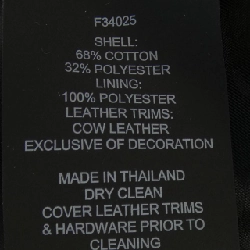 F34025
SHELL:
68% COTTON
32% POLYESTER
LINING:
100% POLYESTER
LEATHER TRIMS:
COW LEATHER
EXCLUSIVE OF DECORATION
MADE IN THAILAND
DRY CLEAN
COVER LEATHER TRIMS
& HARDWARE PRIOR TO
CLEANING